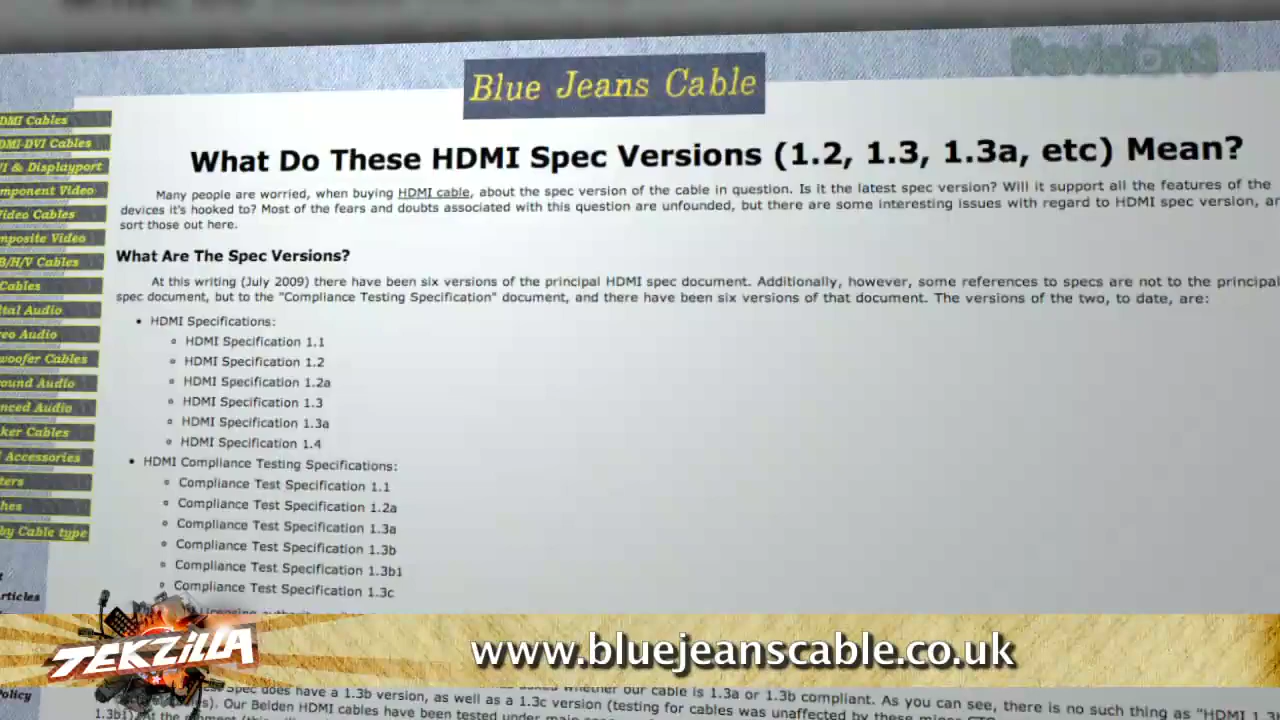 Revision3
Blue Jeans Cable
DMI Cables
DMI-DVI Cables
VI & Displayport
mponent Video
Video Cables
mposite Video
B/H/V Cables
Cables
ital Audio
reo Audio
woofer Cables
ound Audio
nced Audio
ker Cables
Accessories
ters
hes
by Cable type
rticles
Policy
What Do These HDMI Spec Versions (1.2, 1.3, 1.3a, etc) Mean?
Many people are worried, when buying HDMI cable, about the spec version of the cable in question. Is it the latest spec version? Will it support all the features of the
devices it's hooked to? Most of the fears and doubts associated with this question are unfounded, but there are some interesting issues with regard to HDMI spec version, an
sort those out here.
What Are The Spec Versions?
At this writing (July 2009) there have been six versions of the principal HDMI spec document. Additionally, however, some references to specs are not to the principal
spec document, but to the "Compliance Testing Specification" document, and there have been six versions of that document. The versions of the two, to date, are:
• HDMI Specifications:
◦ HDMI Specification 1.1
◦ HDMI Specification 1.2
◦ HDMI Specification 1.2a
◦ HDMI Specification 1.3
◦ HDMI Specification 1.3a
◦ HDMI Specification 1.4
• HDMI Compliance Testing Specifications:
◦ Compliance Test Specification 1.1
◦ Compliance Test Specification 1.2a
◦ Compliance Test Specification 1.3a
◦ Compliance Test Specification 1.3b
◦ Compliance Test Specification 1.3b1
◦ Compliance Test Specification 1.3c
TEKZILLA
www.bluejeanscable.co.uk
whether our cable is 1.3a or 1.3b compliant. As you can see, there is no such thing as "HDMI 1.3
Spec does have a 1.3b version, as well as a 1.3c version (testing for cables was unaffected by these
s). Our Belden HDMI cables have been tested under
1.3b1)